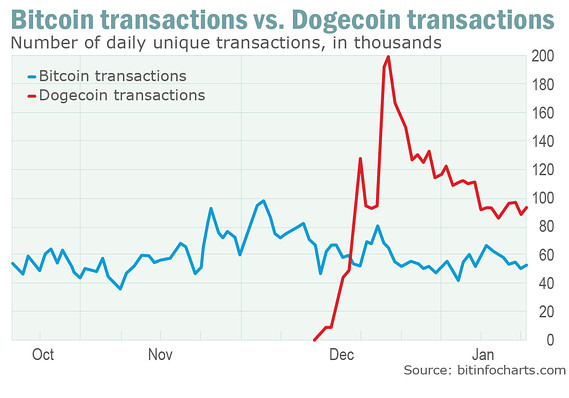 Bitcoin transactions vs. Dogecoin transactions
Number of daily unique transactions, in thousands
Bitcoin transactions
Dogecoin transactions
200
180
160
140
120
100
80
60
40
20
0
Oct Nov Dec Jan
Source: bitinfocharts.com